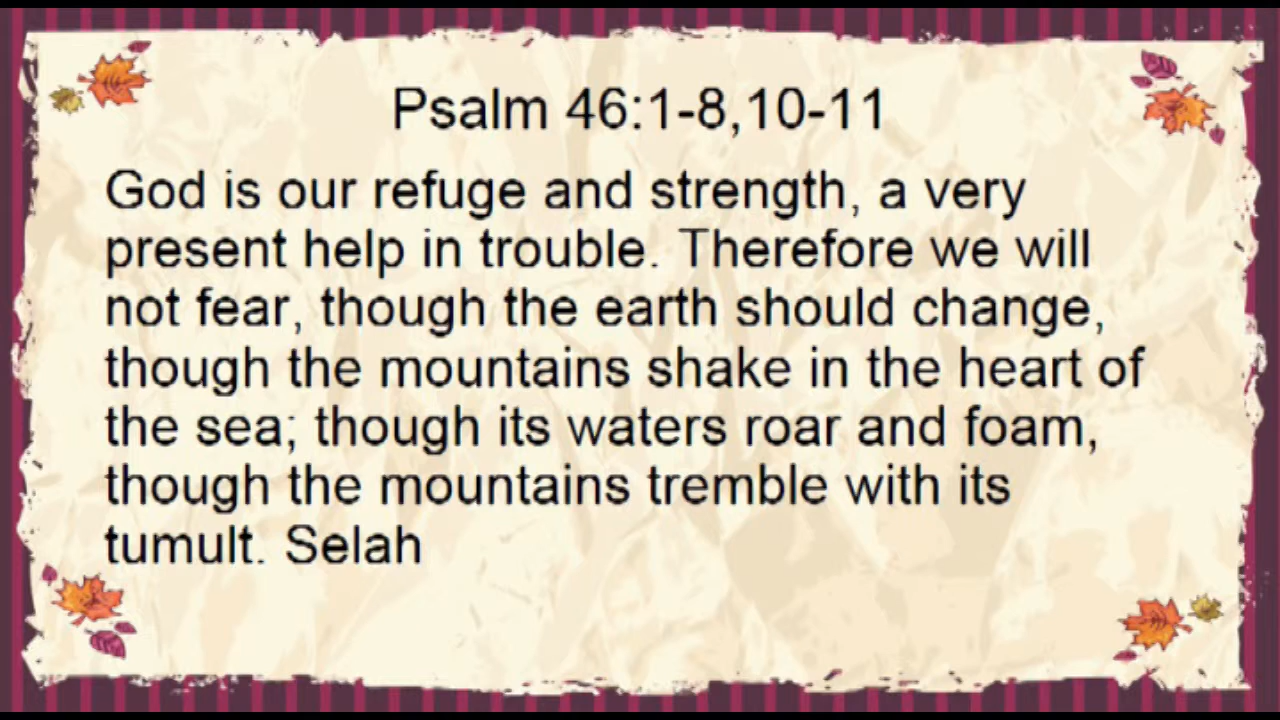 Psalm 46:1-8,10-11
God is our refuge and strength, a very
present help in trouble. Therefore we will
not fear, though the earth should change,
though the mountains shake in the heart of
the sea; though its waters roar and foam,
though the mountains tremble with its
tumult. Selah